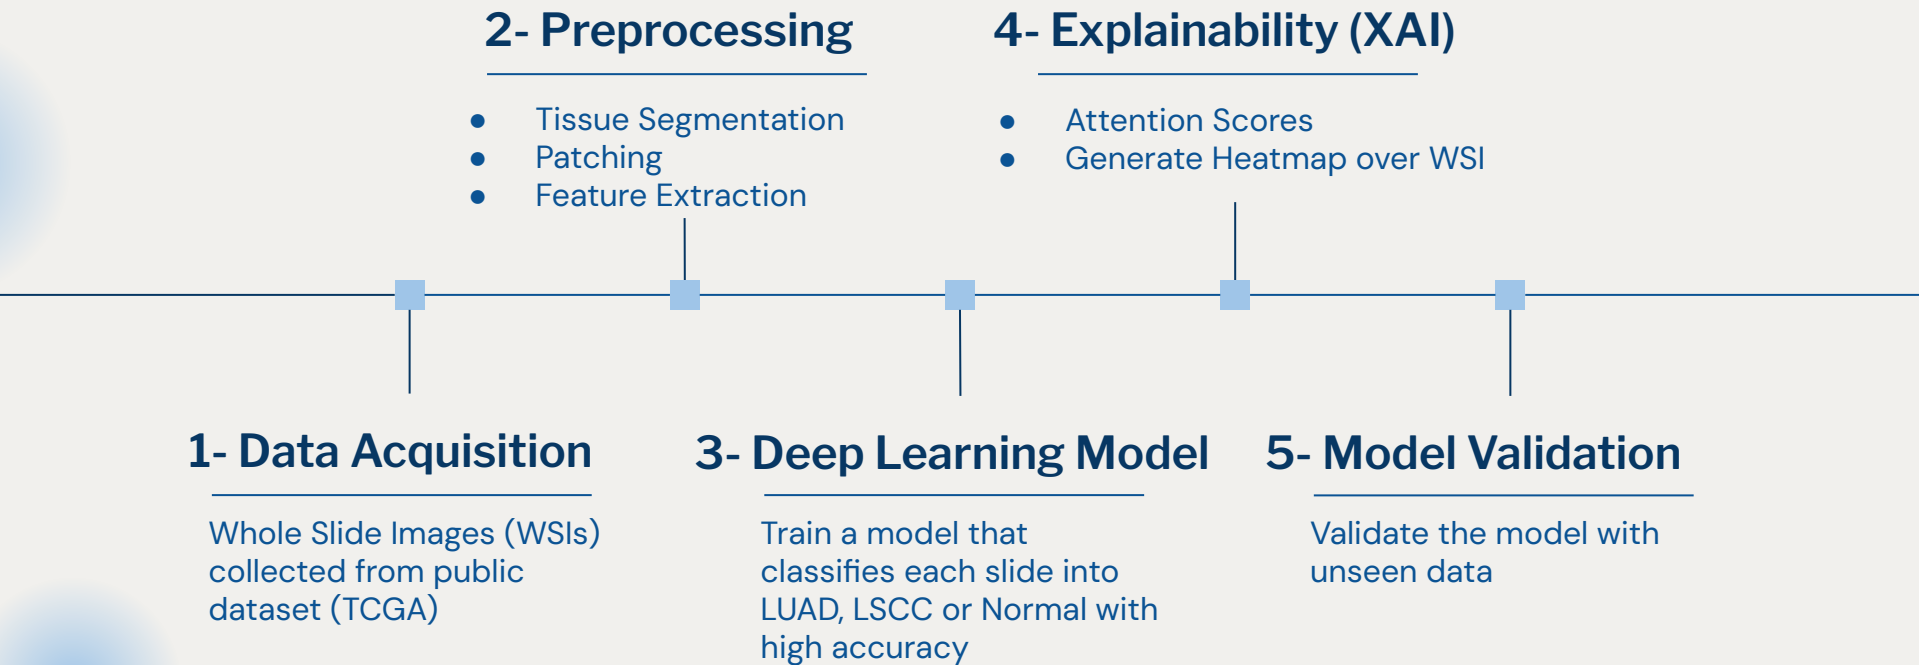 2- Preprocessing
● Tissue Segmentation
● Patching
● Feature Extraction
4- Explainability (XAI)
● Attention Scores
● Generate Heatmap over WSI
1- Data Acquisition
Whole Slide Images (WSIs)
collected from public
dataset (TCGA)
3- Deep Learning Model
Train a model that
classifies each slide into
LUAD, LSCC or Normal with
high accuracy
5- Model Validation
Validate the model with
unseen data